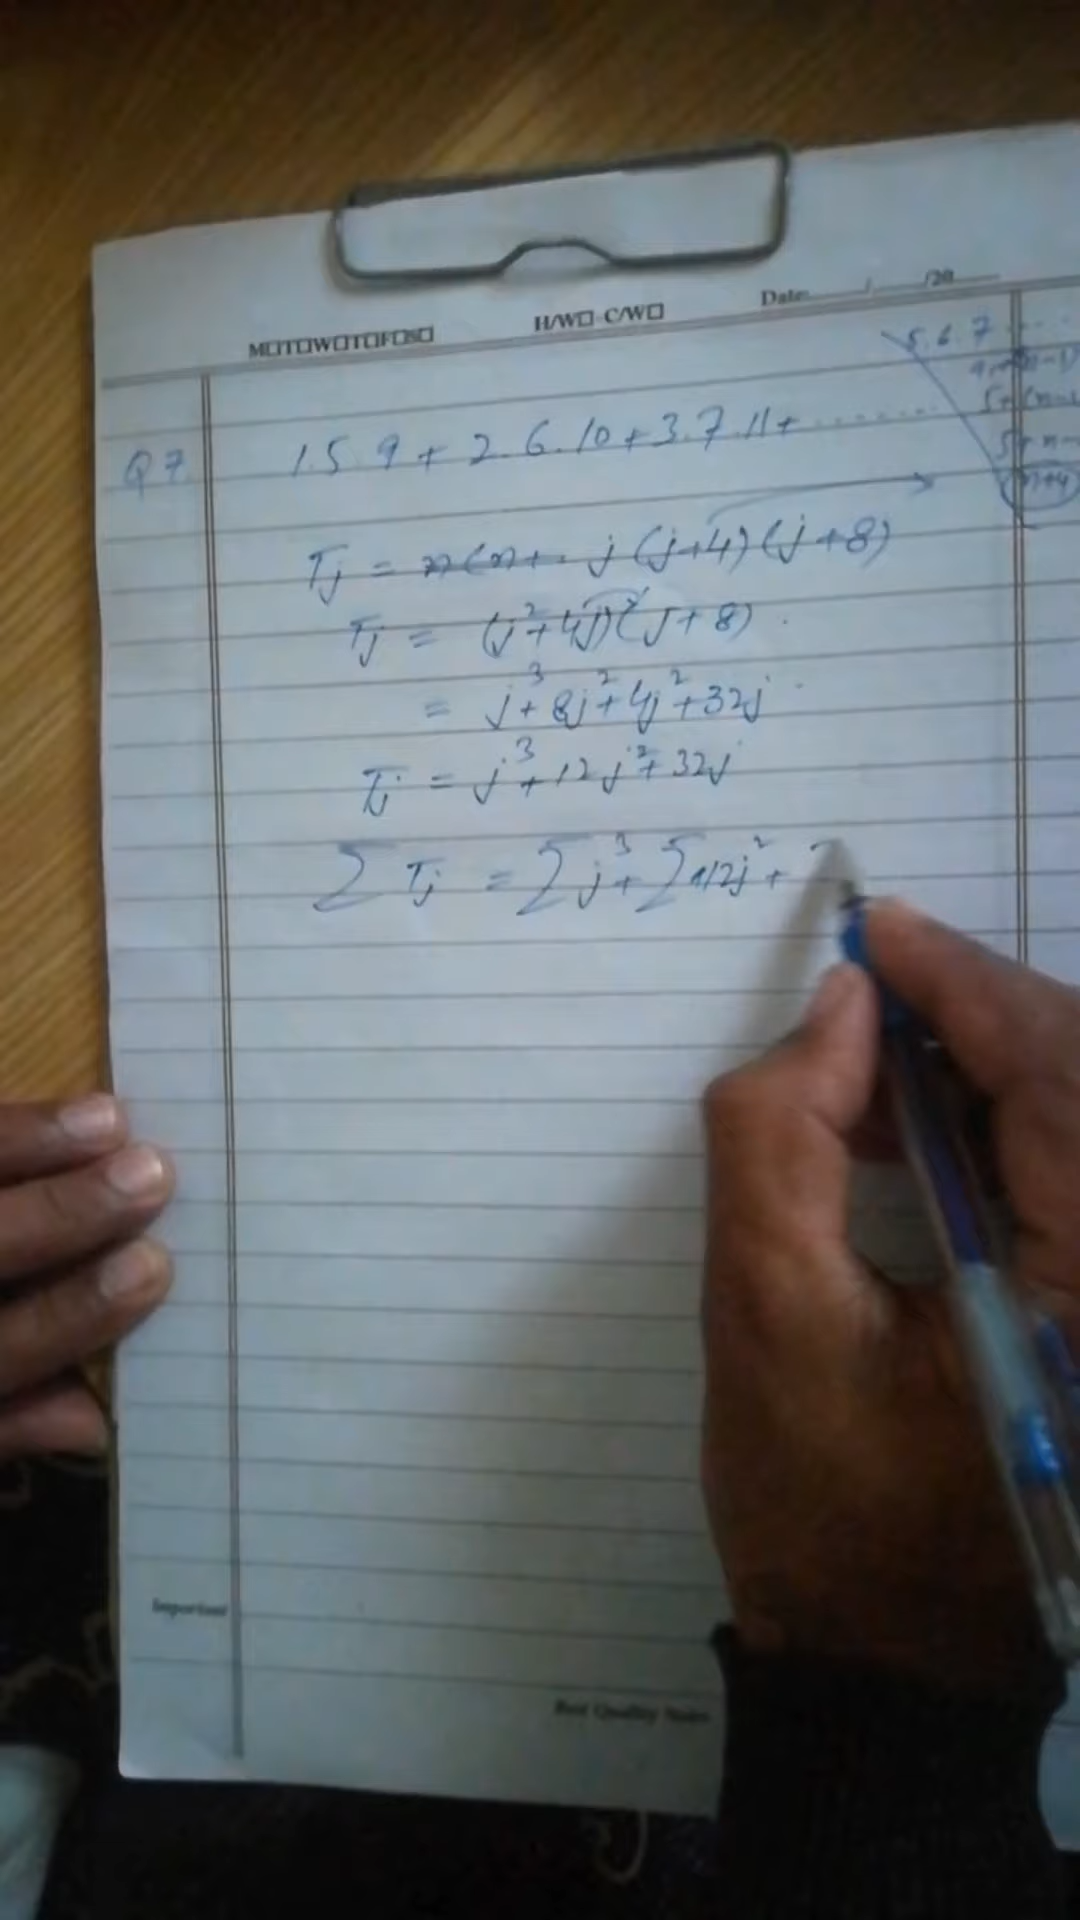 M□T□W□T□F□S□ H/W□ C/W□ Date: / /20
5.6.7 ....
Q7 1.5.9 + 2.6.10 + 3.7.11 + ........
(n+4)
Tj = n(n+. j(j+4)(j+8)
Tj = (j²+4j)(j+8).
= j³+8j²+4j²+32j.
Tj = j³+12j²+32j
∑ Tj = ∑j³+∑12j²+
Important
Best Quality Notes